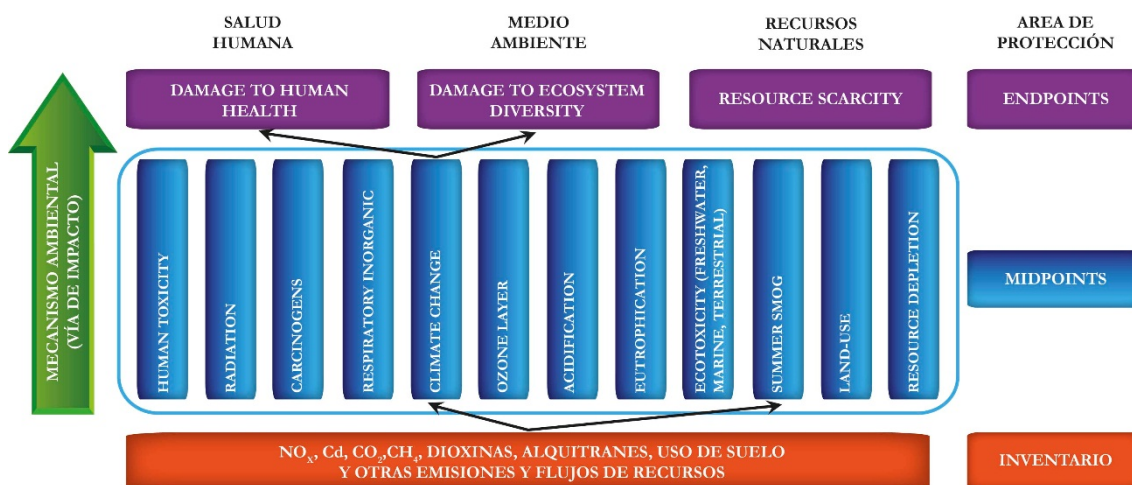 SALUD
HUMANA
MEDIO
AMBIENTE
RECURSOS
NATURALES
AREA DE
PROTECCIÓN
DAMAGE TO HUMAN
HEALTH
DAMAGE TO ECOSYSTEM
DIVERSITY
RESOURCE SCARCITY
ENDPOINTS
MECANISMO AMBIENTAL
(VÍA DE IMPACTO)
HUMAN TOXICITY
RADIATION
CARCINOGENS
RESPIRATORY INORGANIC
CLIMATE CHANGE
OZONE LAYER
ACIDIFICATION
EUTROPHICATION
ECOTOXICITY (FRESHWATER,
MARINE, TERRESTRIAL)
SUMMER SMOG
LAND-USE
RESOURCE DEPLETION
MIDPOINTS
NOₓ, Cd, CO₂,CH₄, DIOXINAS, ALQUITRANES, USO DE SUELO
Y OTRAS EMISIONES Y FLUJOS DE RECURSOS
INVENTARIO